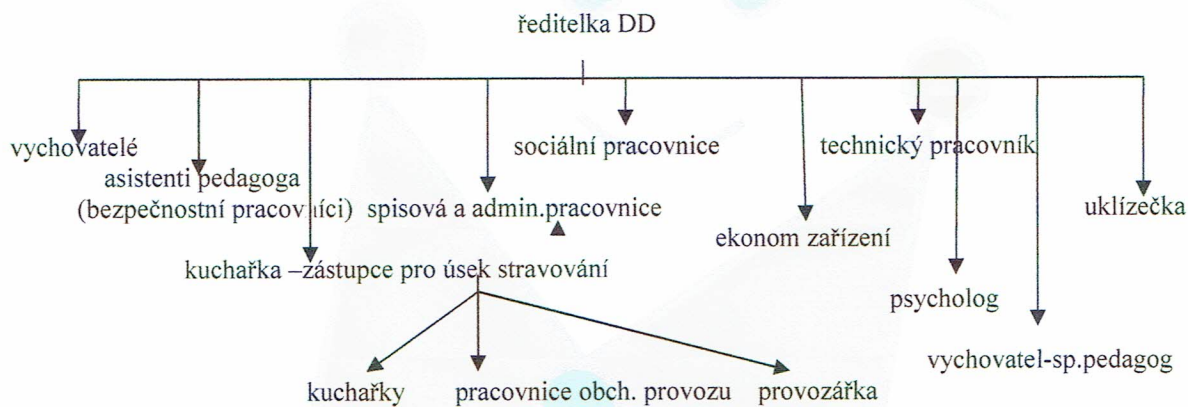 ředitelka DD
vychovatelé
sociální pracovnice
technický pracovník
asistenti pedagoga
(bezpečnostní pracovníci)
spisová a admin.pracovnice
uklízečka
ekonom zařízení
kuchařka –zástupce pro úsek stravování
psycholog
vychovatel-sp.pedagog
kuchařky
pracovnice obch. provozu
provozářka